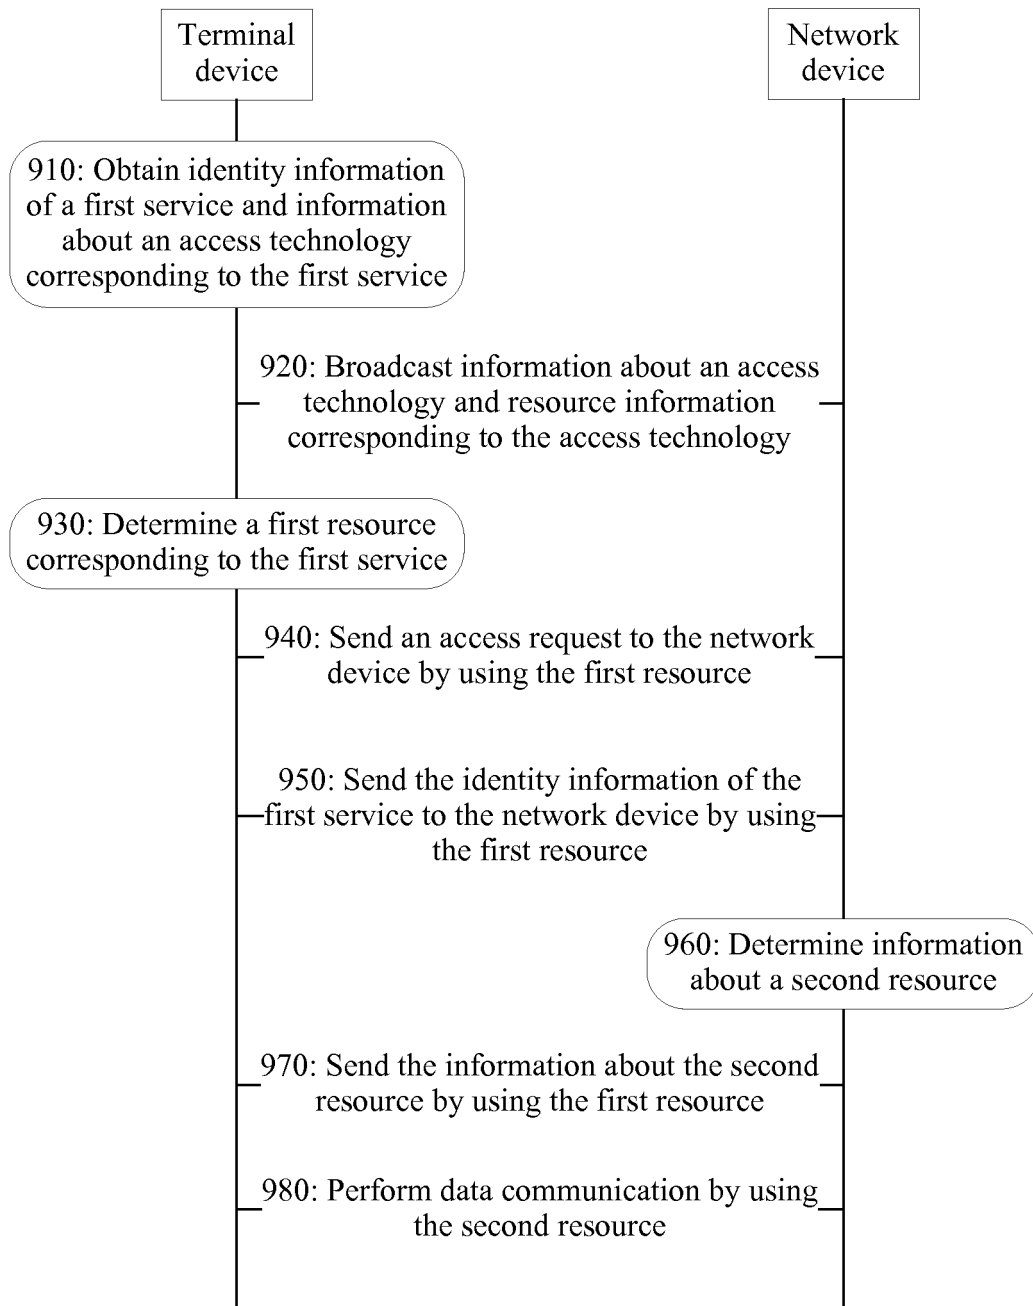 Terminal
device
Network
device
910: Obtain identity information
of a first service and information
about an access technology
corresponding to the first service
920: Broadcast information about an access
technology and resource information
corresponding to the access technology
930: Determine a first resource
corresponding to the first service
940: Send an access request to the network
device by using the first resource
950: Send the identity information of the
first service to the network device by using
the first resource
960: Determine information
about a second resource
970: Send the information about the second
resource by using the first resource
980: Perform data communication by using
the second resource